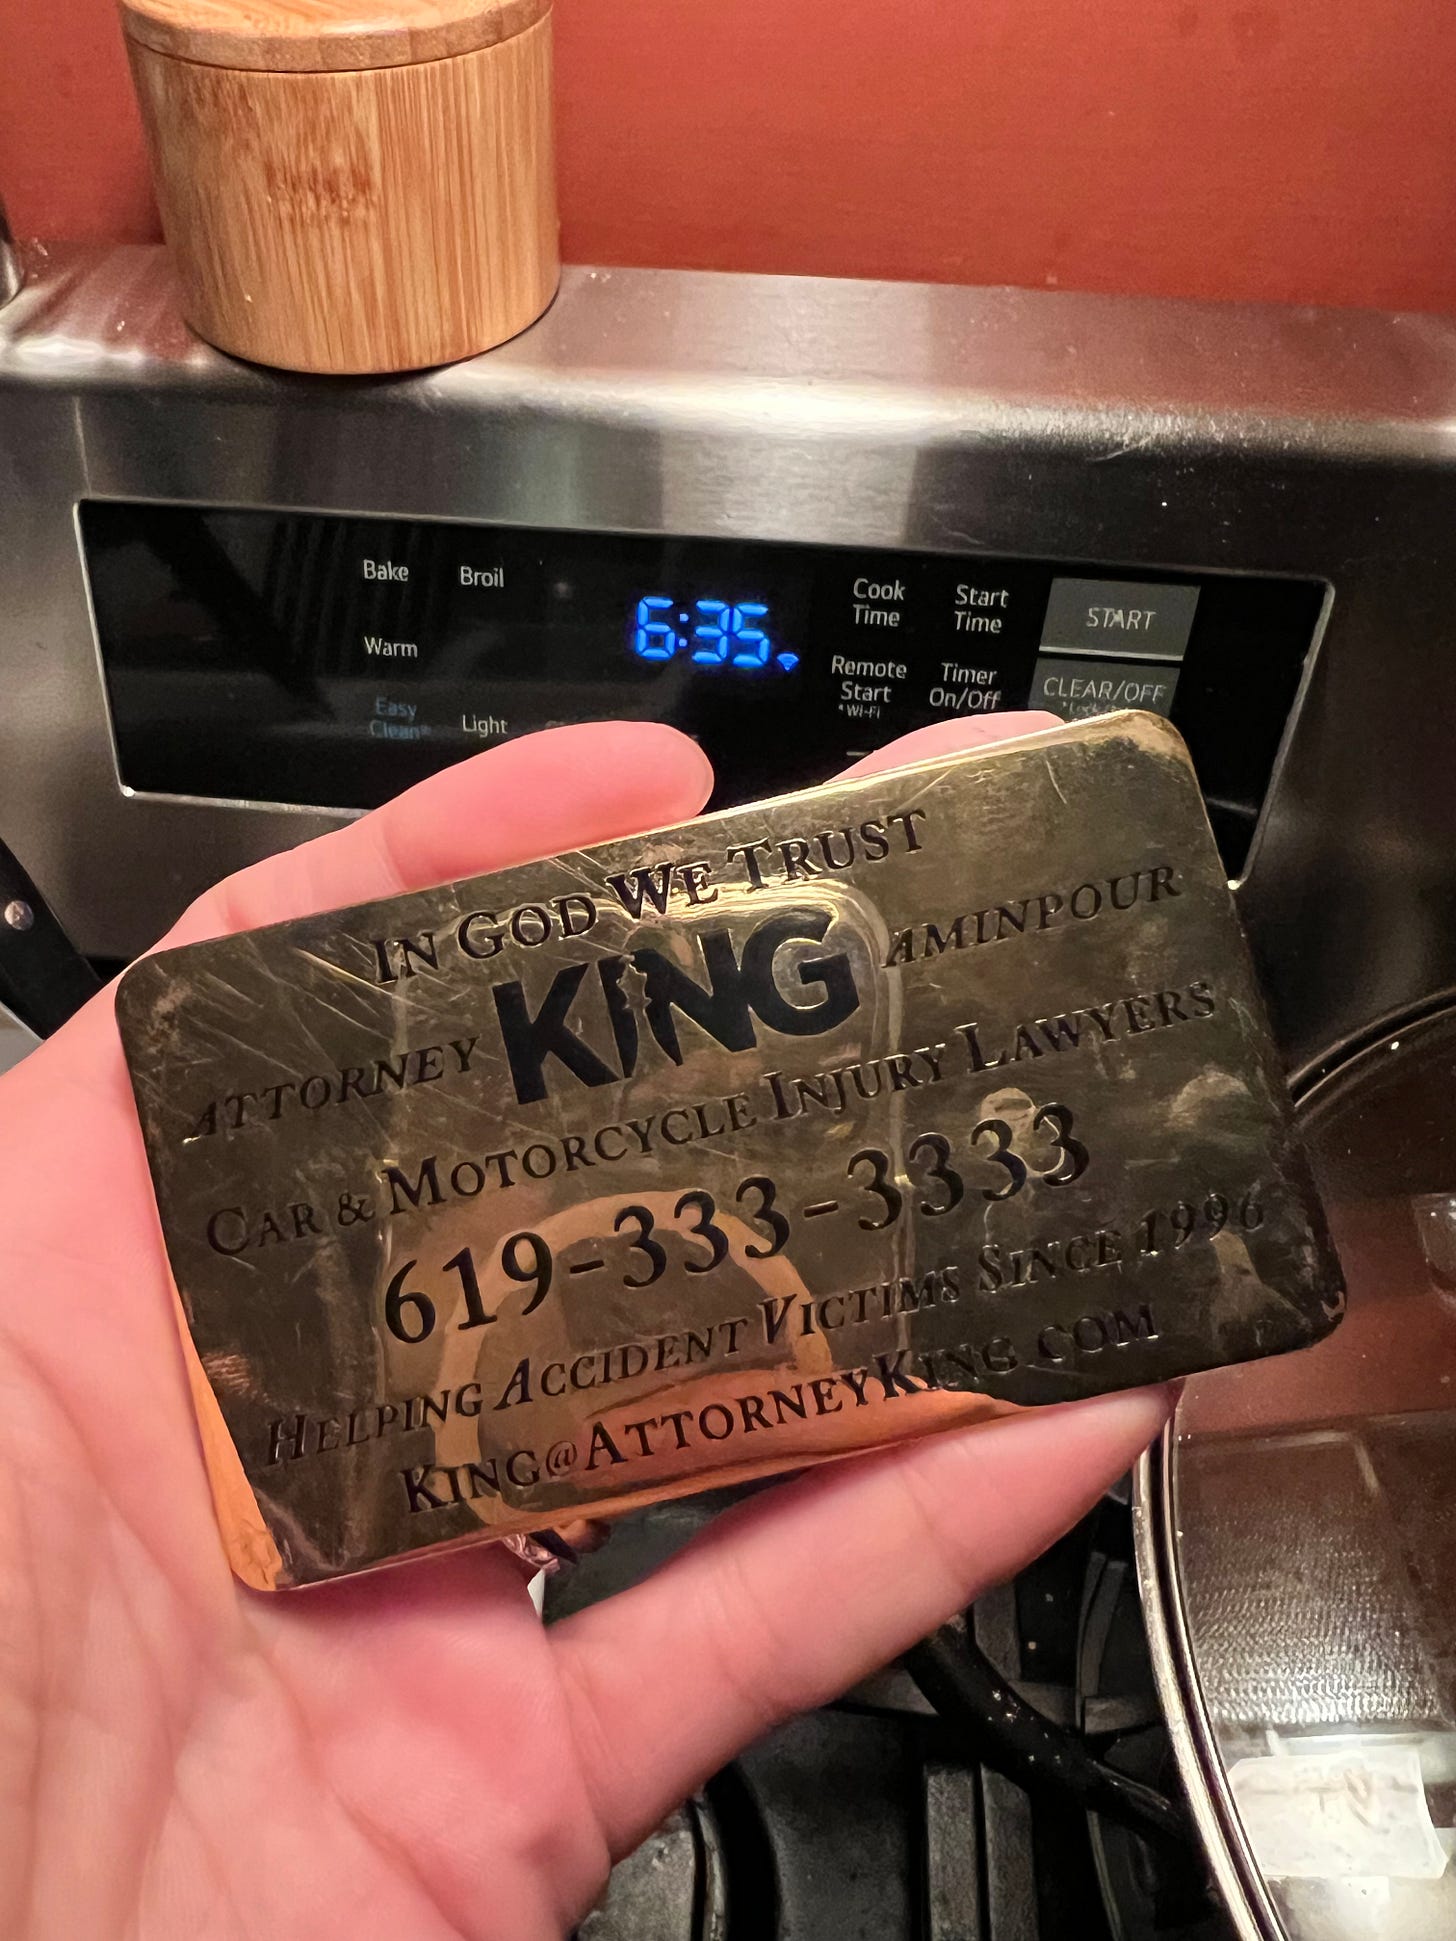 Bake Broil
6:35
Cook Time
Start Time
START
Warm
Remote Start
*Wi-Fi
Timer On/Off
CLEAR/OFF
Easy Clean®
Light
IN GOD WE TRUST
ATTORNEY KING AMINPOUR
CAR & MOTORCYCLE INJURY LAWYERS
619-333-3333
HELPING ACCIDENT VICTIMS SINCE 1996
KING@ATTORNEYKING.COM